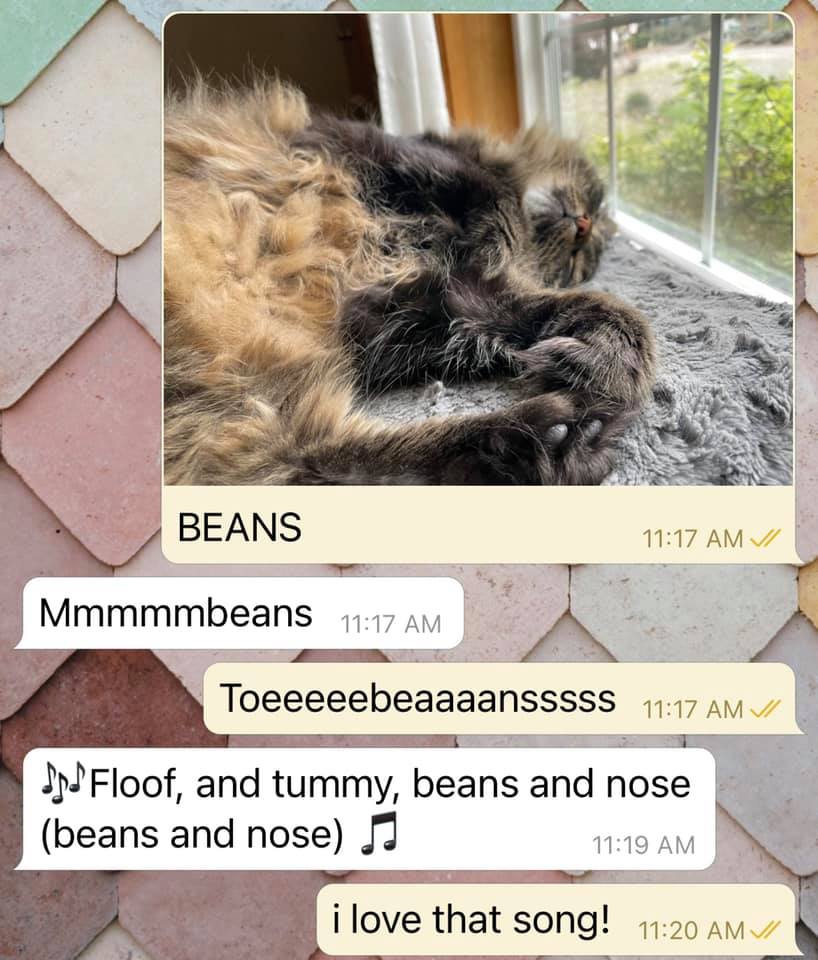 BEANS
11:17 AM
Mmmmmbeans
11:17 AM
Toeeeeebeaaaansssss
11:17 AM
🎶Floof, and tummy, beans and nose
(beans and nose) 🎵
11:19 AM
i love that song!
11:20 AM